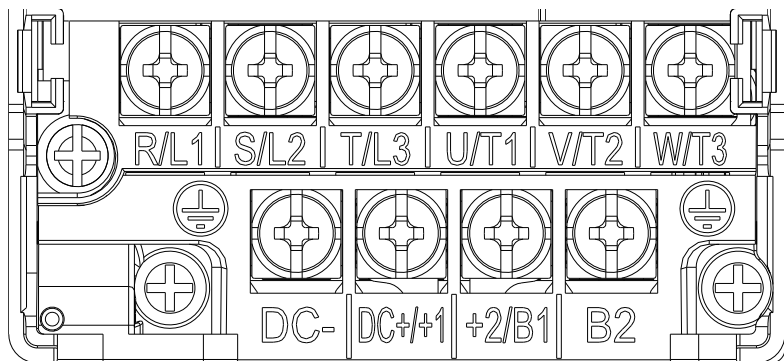 R/L1 S/L2 T/L3 U/T1 V/T2 W/T3
DC- DC+/+1 +2/B1 B2